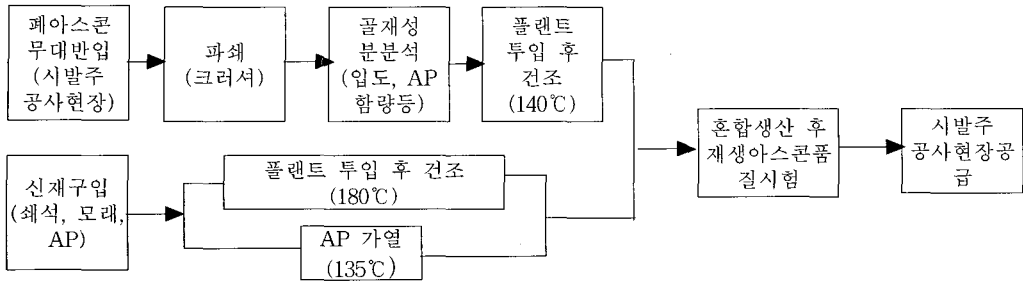 폐아스콘
무대반입
(시발주
공사현장)
파쇄
(크러셔)
골재성
분분석
(입도, AP
함량등)
플랜트
투입 후
건조
(140℃)
신재구입
(쇄석, 모래,
AP)
플랜트 투입 후 건조
(180℃)
AP 가열
(135℃)
혼합생산 후
재생아스콘품
질시험
시발주
공사현장공
급